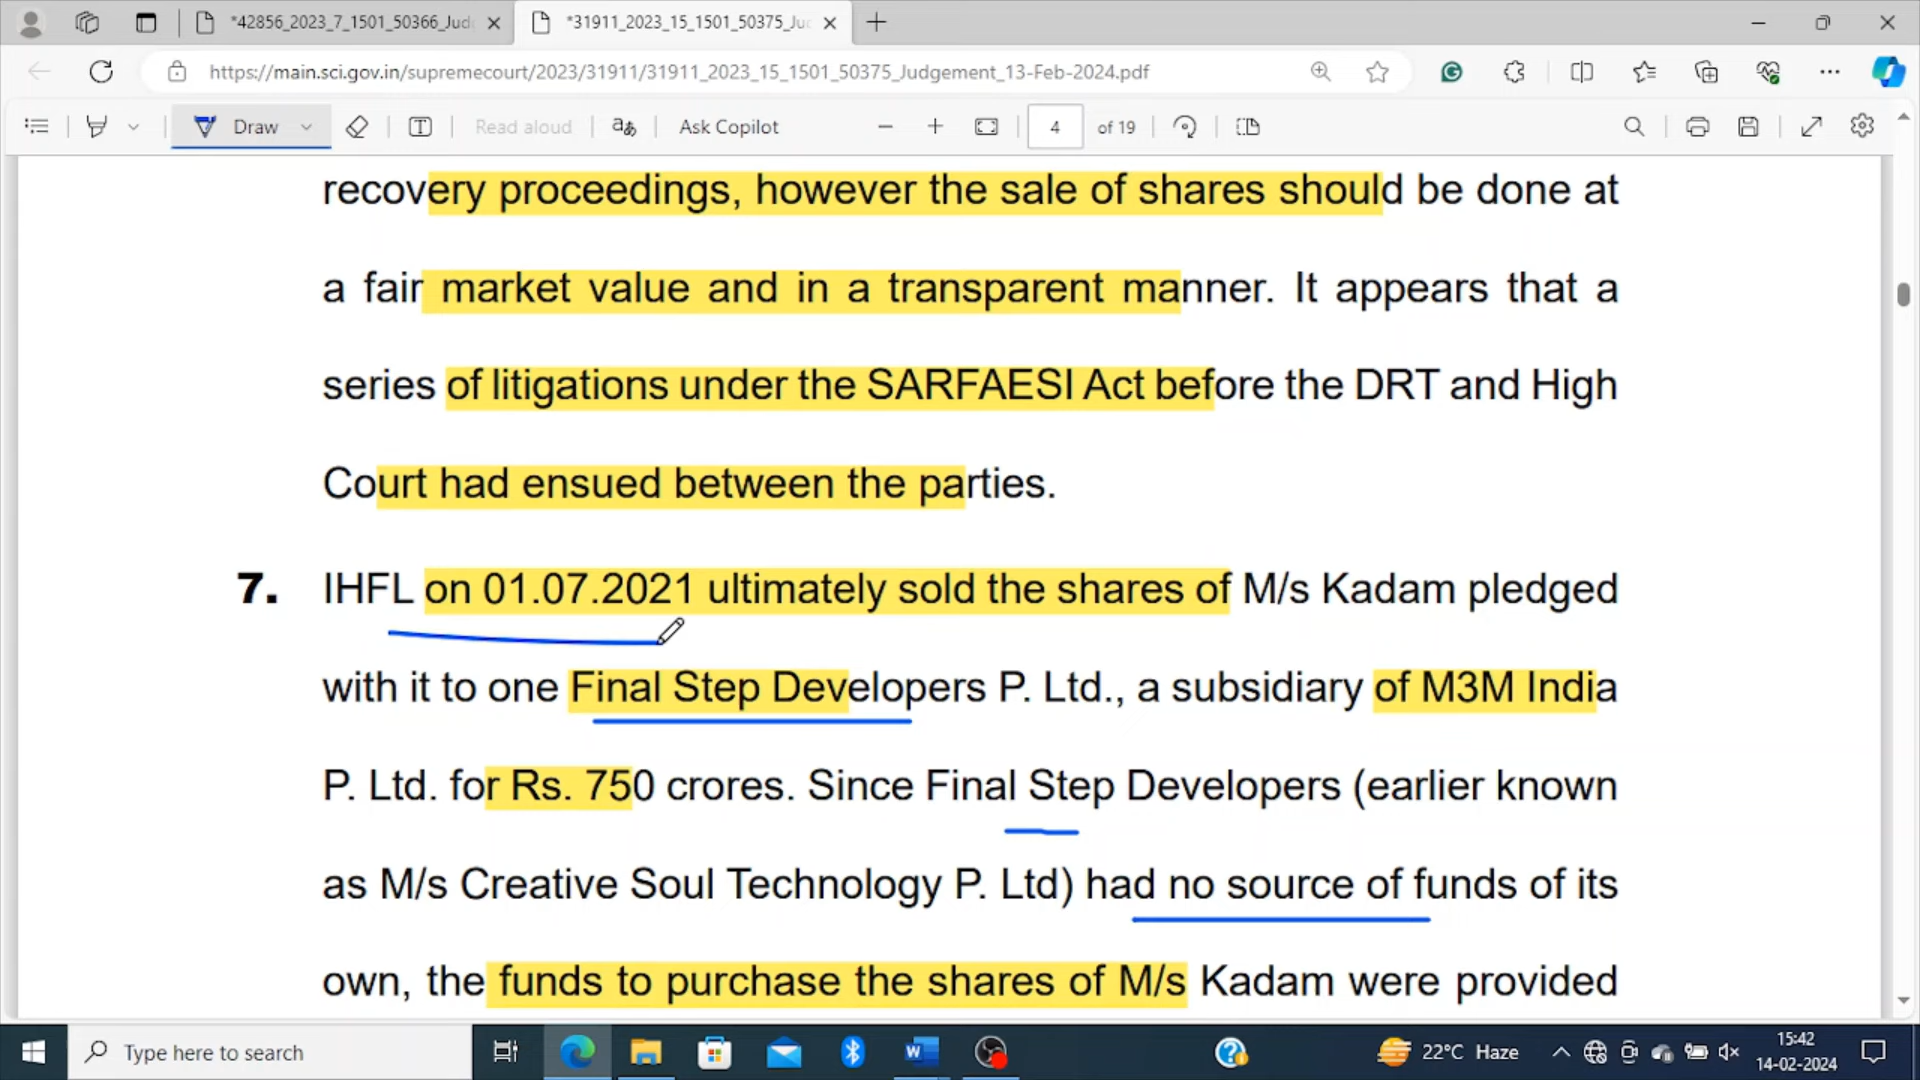 *42856_2023_7_1501_50366_Jud
*31911_2023_15_1501_50375_Ju
https://main.sci.gov.in/supremecourt/2023/31911/31911_2023_15_1501_50375_Judgement_13-Feb-2024.pdf
Draw
Read aloud
Ask Copilot
4 of 19
recovery proceedings, however the sale of shares should be done at
a fair market value and in a transparent manner. It appears that a
series of litigations under the SARFAESI Act before the DRT and High
Court had ensued between the parties.
7. IHFL on 01.07.2021 ultimately sold the shares of M/s Kadam pledged
with it to one Final Step Developers P. Ltd., a subsidiary of M3M India
P. Ltd. for Rs. 750 crores. Since Final Step Developers (earlier known
as M/s Creative Soul Technology P. Ltd) had no source of funds of its
own, the funds to purchase the shares of M/s Kadam were provided
Type here to search
22°C Haze
15:42
14-02-2024